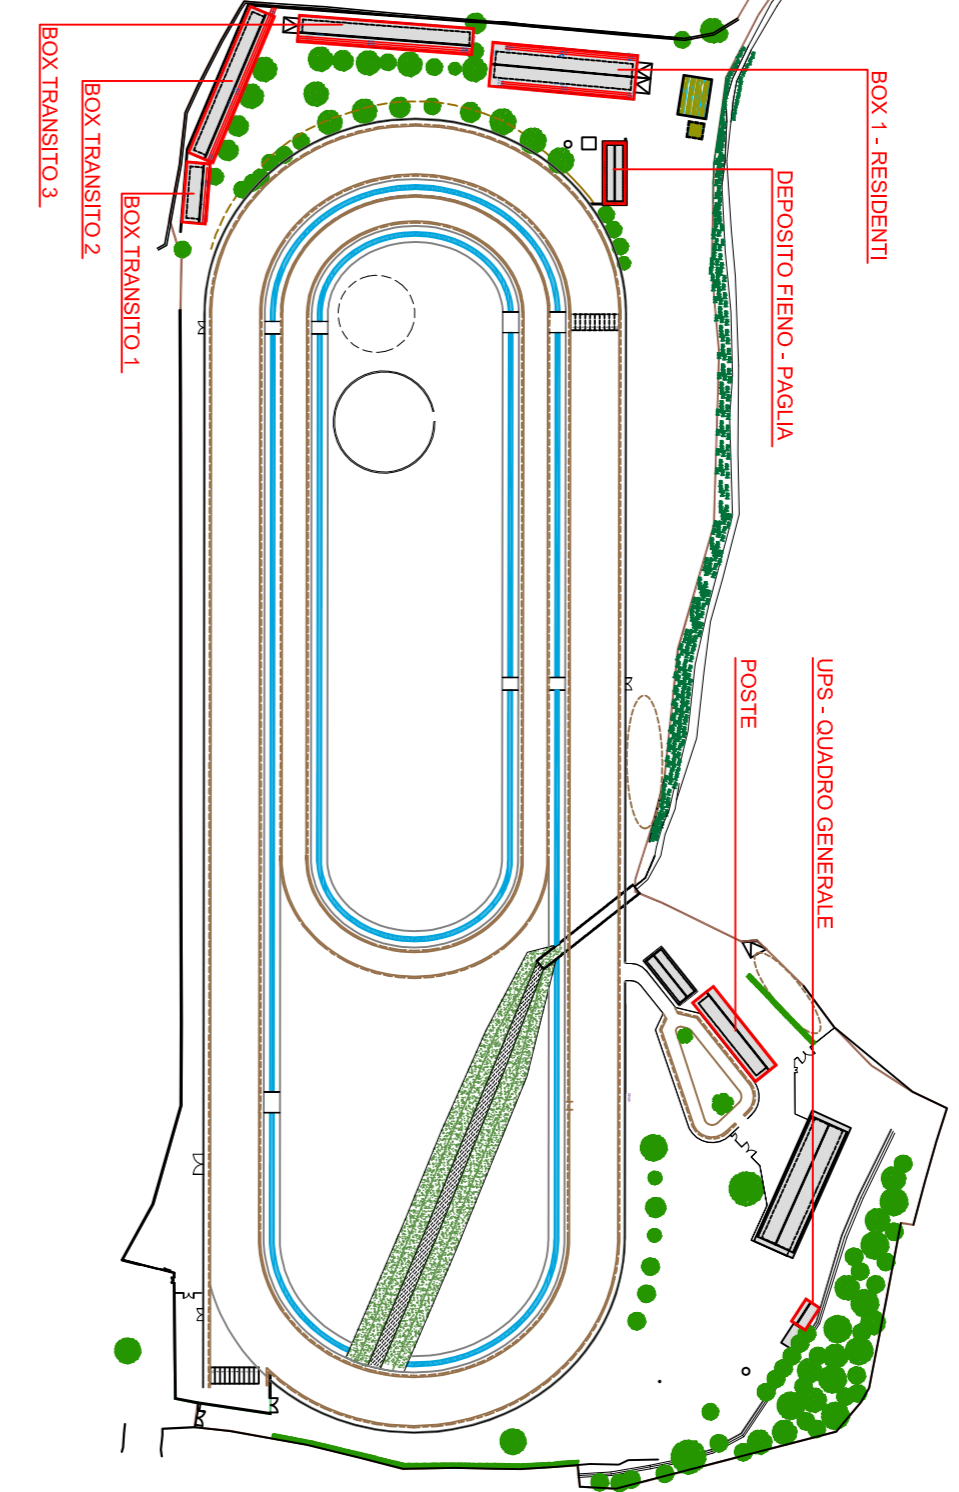 BOX TRANSITO 3
BOX TRANSITO 2
BOX TRANSITO 1
BOX 1 - RESIDENTI
DEPOSITO FIENO - PAGLIA
POSTE
UPS - QUADRO GENERALE